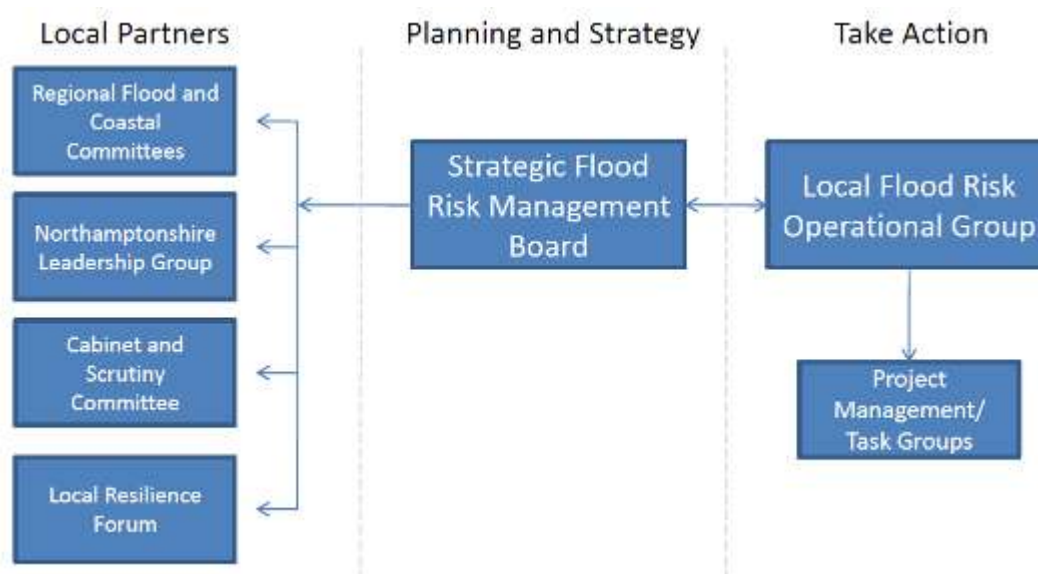 Local Partners
Planning and Strategy
Take Action
Regional Flood and
Coastal
Committees
Northamptonshire
Leadership Group
Cabinet and
Scrutiny
Committee
Local Resilience
Forum
Strategic Flood
Risk Management
Board
Local Flood Risk
Operational Group
Project
Management/
Task Groups